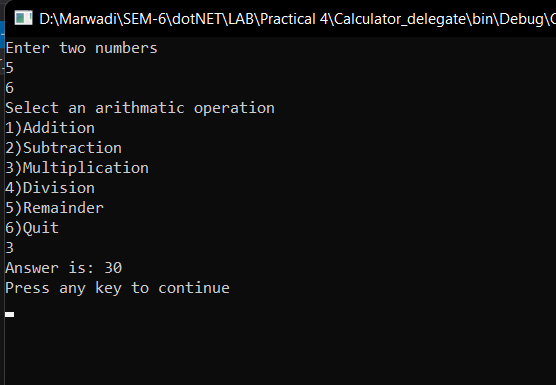 D:\Marwadi\SEM-6\dotNET\LAB\Practical 4\Calculator_delegate\bin\Debug\
Enter two numbers
5
6
Select an arithmatic operation
1)Addition
2)Subtraction
3)Multiplication
4)Division
5)Remainder
6)Quit
3
Answer is: 30
Press any key to continue